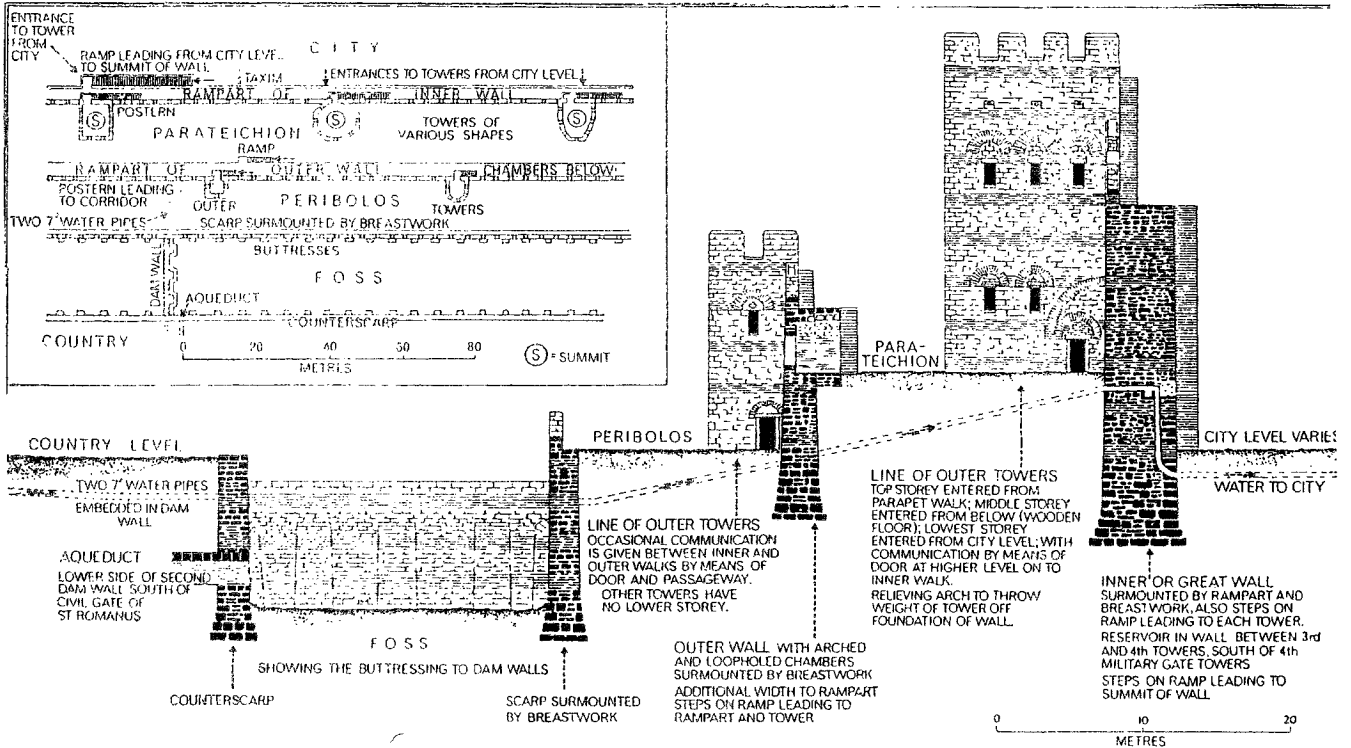 ENTRANCE
TO TOWER
FROM
CITY
RAMP LEADING FROM CITY LEVEL
TO SUMMIT OF WALL
CITY
TAXIM
ENTRANCES TO TOWERS FROM CITY LEVEL
RAMPART OF INNER WALL
POSTERN
S
S
S
PARATEICHION
TOWERS OF
VARIOUS SHAPES
RAMP
RAMPART OF OUTER WALL CHAMBERS BELOW
POSTERN LEADING
TO CORRIDOR
OUTER
PERIBOLOS
TOWERS
TWO 7" WATER PIPES
SCARP SURMOUNTED BY BREASTWORK
BUTTRESSES
DAM WALL
FOSS
AQUEDUCT
COUNTERSCARP
COUNTRY
0 20 40 60 80
METRES
S = SUMMIT
PARA-
TEICHION
COUNTRY LEVEL
PERIBOLOS
CITY LEVEL VARIES
TWO 7" WATER PIPES
EMBEDDED IN DAM
WALL
WATER TO CITY
AQUEDUCT
LOWER SIDE OF SECOND
DAM WALL SOUTH OF
CIVIL GATE OF
ST ROMANUS
FOSS
SHOWING THE BUTTRESSING TO DAM WALLS
COUNTERSCARP
SCARP SURMOUNTED
BY BREASTWORK
LINE OF OUTER TOWERS
OCCASIONAL COMMUNICATION
IS GIVEN BETWEEN INNER AND
OUTER WALKS BY MEANS OF
DOOR AND PASSAGEWAY.
OTHER TOWERS HAVE
NO LOWER STOREY.
OUTER WALL WITH ARCHED
AND LOOPHOLED CHAMBERS
SURMOUNTED BY BREASTWORK
ADDITIONAL WIDTH TO RAMPART
STEPS ON RAMP LEADING TO
RAMPART AND TOWER
LINE OF OUTER TOWERS
TOP STOREY ENTERED FROM
PARAPET WALK; MIDDLE STOREY
ENTERED FROM BELOW (WOODEN
FLOOR); LOWEST STOREY
ENTERED FROM CITY LEVEL; WITH
COMMUNICATION BY MEANS OF
DOOR AT HIGHER LEVEL ON TO
INNER WALK.
RELIEVING ARCH TO THROW
WEIGHT OF TOWER OFF
FOUNDATION OF WALL.
INNER OR GREAT WALL
SURMOUNTED BY RAMPART AND
BREASTWORK, ALSO STEPS ON
RAMP LEADING TO EACH TOWER.
RESERVOIR IN WALL BETWEEN 3rd
AND 4th TOWERS, SOUTH OF 4th
MILITARY GATE TOWERS
STEPS ON RAMP LEADING TO
SUMMIT OF WALL
0 10 20
METRES